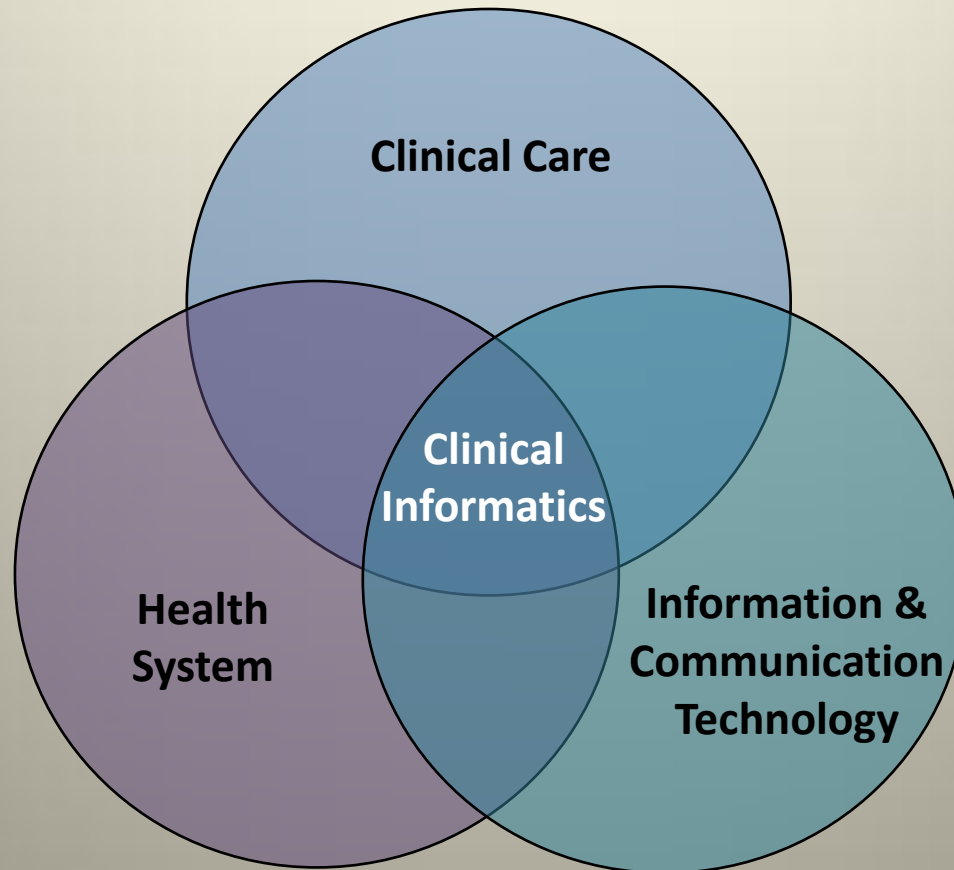 Clinical Care
Clinical
Informatics
Health
System
Information &
Communication
Technology